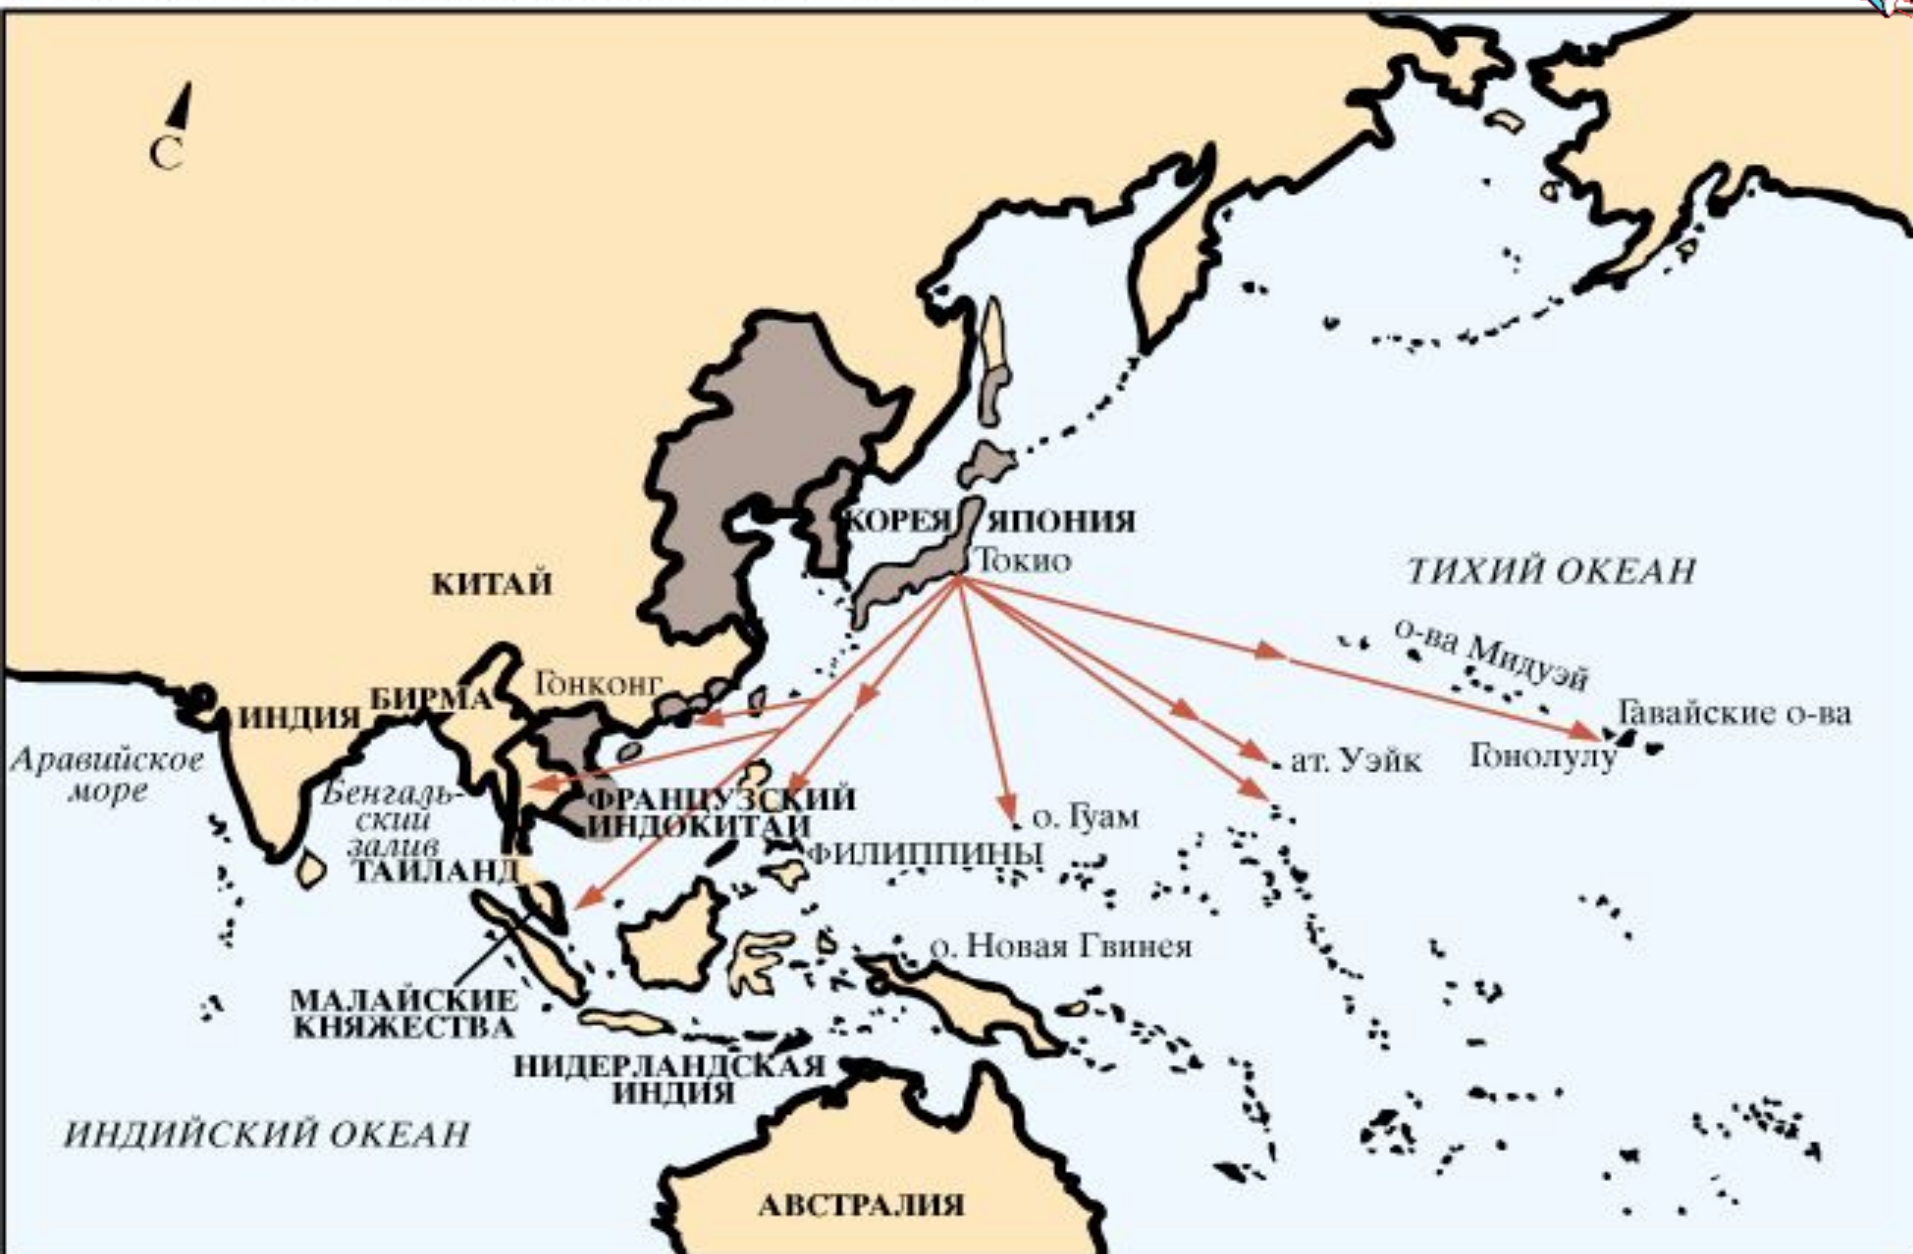 С
КОРЕЯ
ЯПОНИЯ
Токио
КИТАЙ
ТИХИЙ ОКЕАН
о-ва Мидуэй
Гонконг
БИРМА
ИНДИЯ
Гавайские о-ва
Гонолулу
ат. Уэйк
Аравийское
море
Бенгаль-
ский
залив
ФРАНЦУЗСКИЙ
ИНДОКИТАЙ
о. Гуам
ФИЛИППИНЫ
ТАИЛАНД
о. Новая Гвинея
МАЛАЙСКИЕ
КНЯЖЕСТВА
НИДЕРЛАНДСКАЯ
ИНДИЯ
ИНДИЙСКИЙ ОКЕАН
АВСТРАЛИЯ